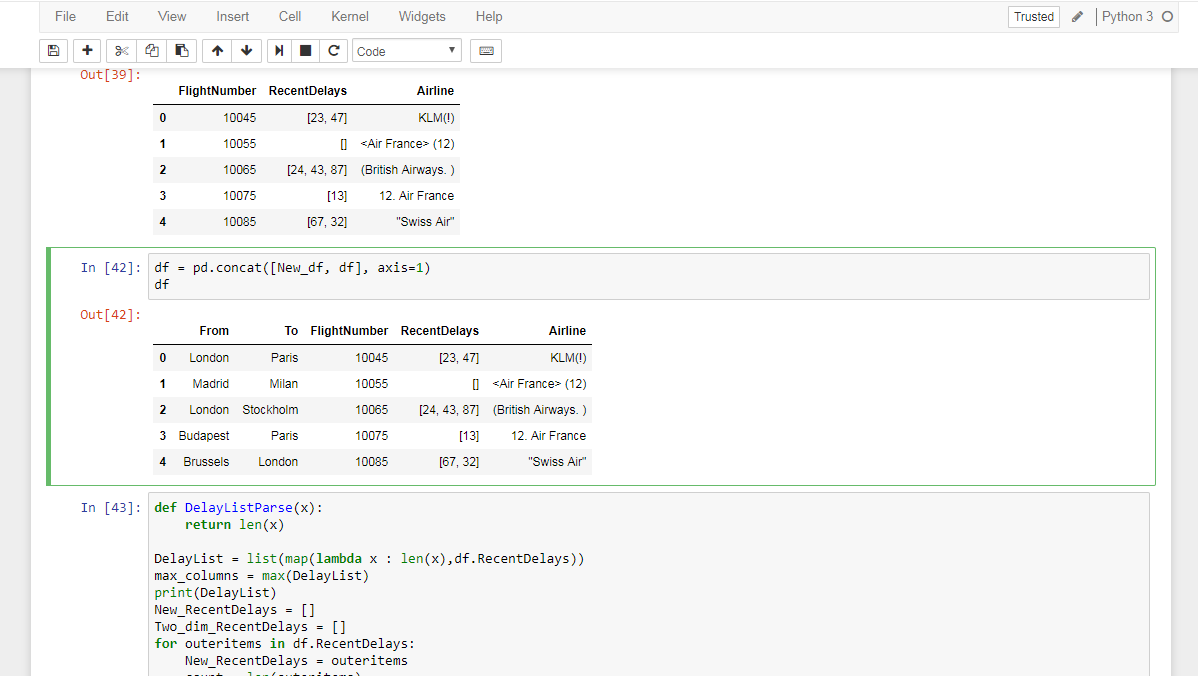 File Edit View Insert Cell Kernel Widgets Help Trusted Python 3
Code
Out[39]:
FlightNumber RecentDelays Airline
0 10045 [23, 47] KLM(!)
1 10055 [] <Air France> (12)
2 10065 [24, 43, 87] (British Airways. )
3 10075 [13] 12. Air France
4 10085 [67, 32] "Swiss Air"
In [42]: df = pd.concat([New_df, df], axis=1)
df
Out[42]:
From To FlightNumber RecentDelays Airline
0 London Paris 10045 [23, 47] KLM(!)
1 Madrid Milan 10055 [] <Air France> (12)
2 London Stockholm 10065 [24, 43, 87] (British Airways. )
3 Budapest Paris 10075 [13] 12. Air France
4 Brussels London 10085 [67, 32] "Swiss Air"
In [43]: def DelayListParse(x):
return len(x)
DelayList = list(map(lambda x : len(x),df.RecentDelays))
max_columns = max(DelayList)
print(DelayList)
New_RecentDelays = []
Two_dim_RecentDelays = []
for outeritems in df.RecentDelays:
New_RecentDelays = outeritems